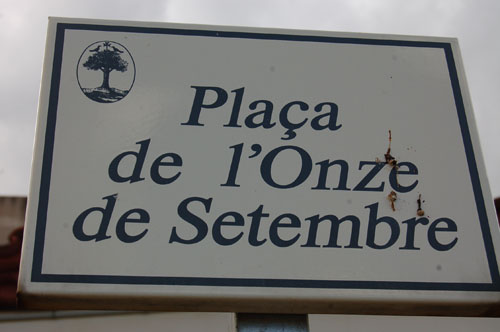 Plaça
de l'Onze
de Setembre